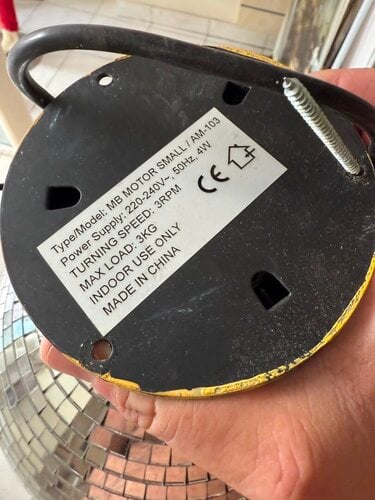 Type/Model: MB MOTOR SMALL / AM-103
Power Supply: 220-240V~, 50Hz, 4W
TURNING SPEED: 3RPM
MAX LOAD: 3KG
INDOOR USE ONLY
MADE IN CHINA
CE